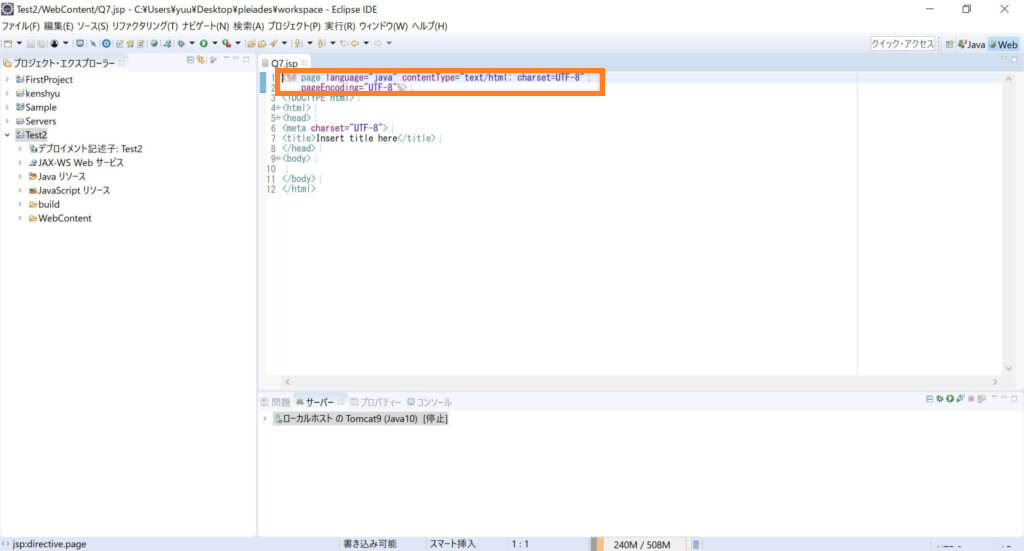 Test2/WebContent/Q7.jsp - C:¥Users¥yuu¥Desktop¥pleiades¥workspace - Eclipse IDE
ファイル(F) 編集(E) ソース(S) リファクタリング(T) ナビゲート(N) 検索(A) プロジェクト(P) 実行(R) ウィンドウ(W) ヘルプ(H)
クイック・アクセス Java Web
プロジェクト・エクスプローラー
FirstProject
kenshyu
Sample
Servers
Test2
デプロイメント記述子: Test2
JAX-WS Web サービス
Java リソース
JavaScript リソース
build
WebContent
Q7.jsp
1 page language="java" contentType="text/html; charset=UTF-8"
2 pageEncoding="UTF-8"%>
3 <!DOCTYPE html>
4 <html>
5 <head>
6 <meta charset="UTF-8">
7 <title>Insert title here</title>
8 </head>
9 <body>
10
11 </body>
12 </html>
問題 サーバー プロパティー コンソール
ローカルホスト の Tomcat9 (Java10) [停止]
jsp:directive.page 書き込み可能 スマート挿入 1 : 1 240M / 508M